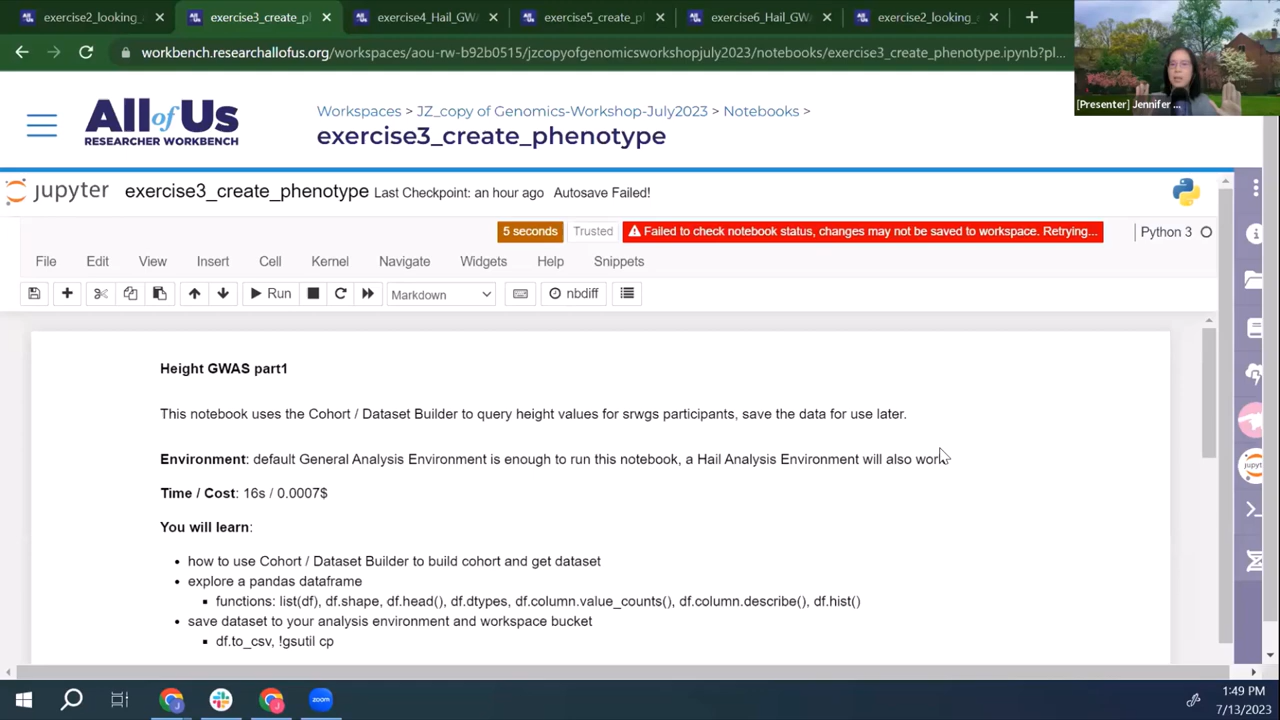 exercise2_looking_
exercise3_create_p
exercise4_Hail_GW
exercise5_create_p
exercise6_Hail_GW
exercise2_looking_
workbench.researchallofus.org/workspaces/aou-rw-b92b0515/jzcopyofgenomicsworkshopjuly2023/notebooks/exercise3_create_phenotype.ipynb?pl...
[Presenter] Jennifer ...
All of Us
RESEARCHER WORKBENCH
Workspaces > JZ_copy of Genomics-Workshop-July2023 > Notebooks >
exercise3_create_phenotype
jupyter exercise3_create_phenotype Last Checkpoint: an hour ago Autosave Failed!
5 seconds Trusted Failed to check notebook status, changes may not be saved to workspace. Retrying... Python 3
File Edit View Insert Cell Kernel Navigate Widgets Help Snippets
Run Markdown nbdiff
Height GWAS part1
This notebook uses the Cohort / Dataset Builder to query height values for srwgs participants, save the data for use later.
Environment: default General Analysis Environment is enough to run this notebook, a Hail Analysis Environment will also work
Time / Cost: 16s / 0.0007$
You will learn:
• how to use Cohort / Dataset Builder to build cohort and get dataset
• explore a pandas dataframe
▪ functions: list(df), df.shape, df.head(), df.dtypes, df.column.value_counts(), df.column.describe(), df.hist()
• save dataset to your analysis environment and workspace bucket
▪ df.to_csv, !gsutil cp
zoom
1:49 PM
7/13/2023